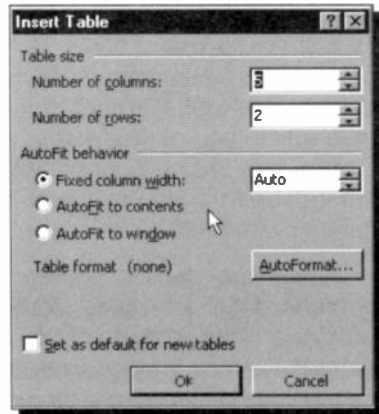 Insert Table
Table size
Number of columns: 5
Number of rows: 2
AutoFit behavior
Fixed column width: Auto
AutoFit to contents
AutoFit to window
Table format (none) AutoFormat...
Set as default for new tables
Ok Cancel